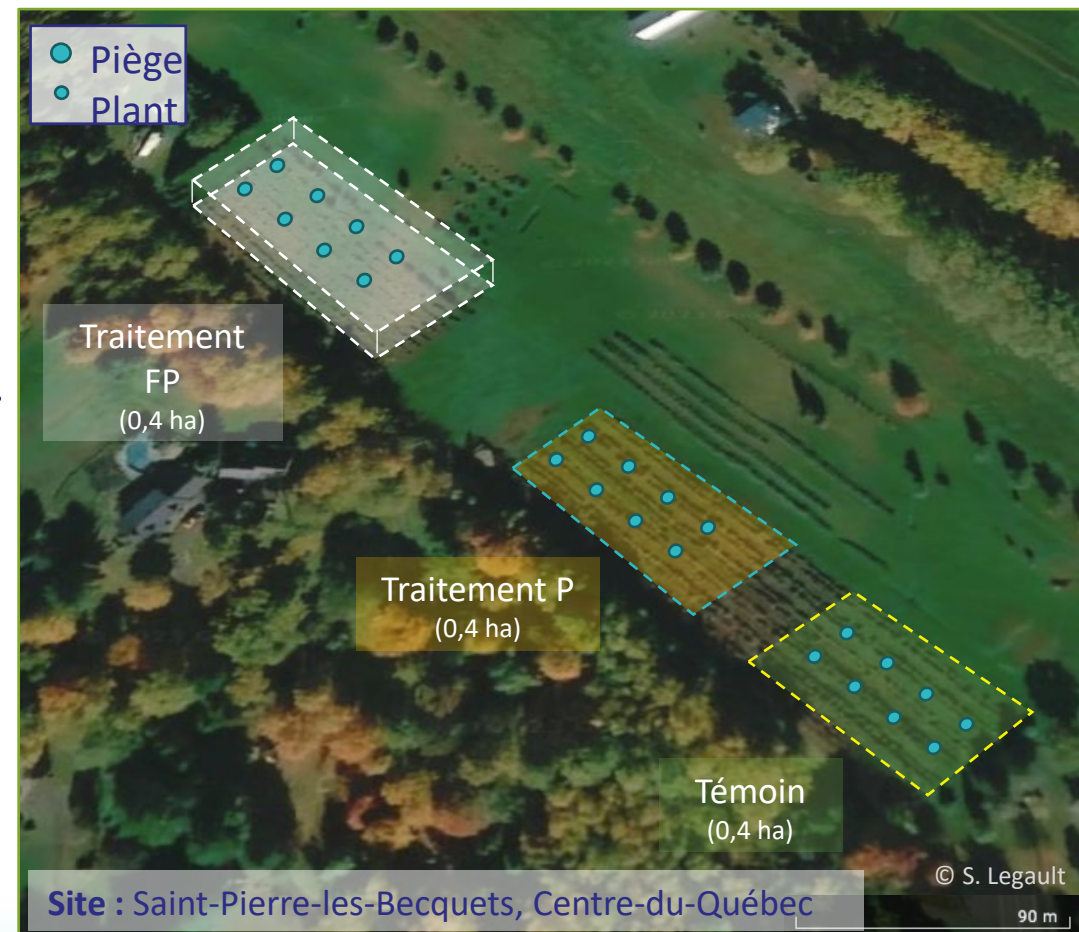 Piège
Plant
Traitement
FP
(0,4 ha)
Traitement P
(0,4 ha)
Témoin
(0,4 ha)
© S. Legault
Site : Saint-Pierre-les-Becquets, Centre-du-Québec
90 m